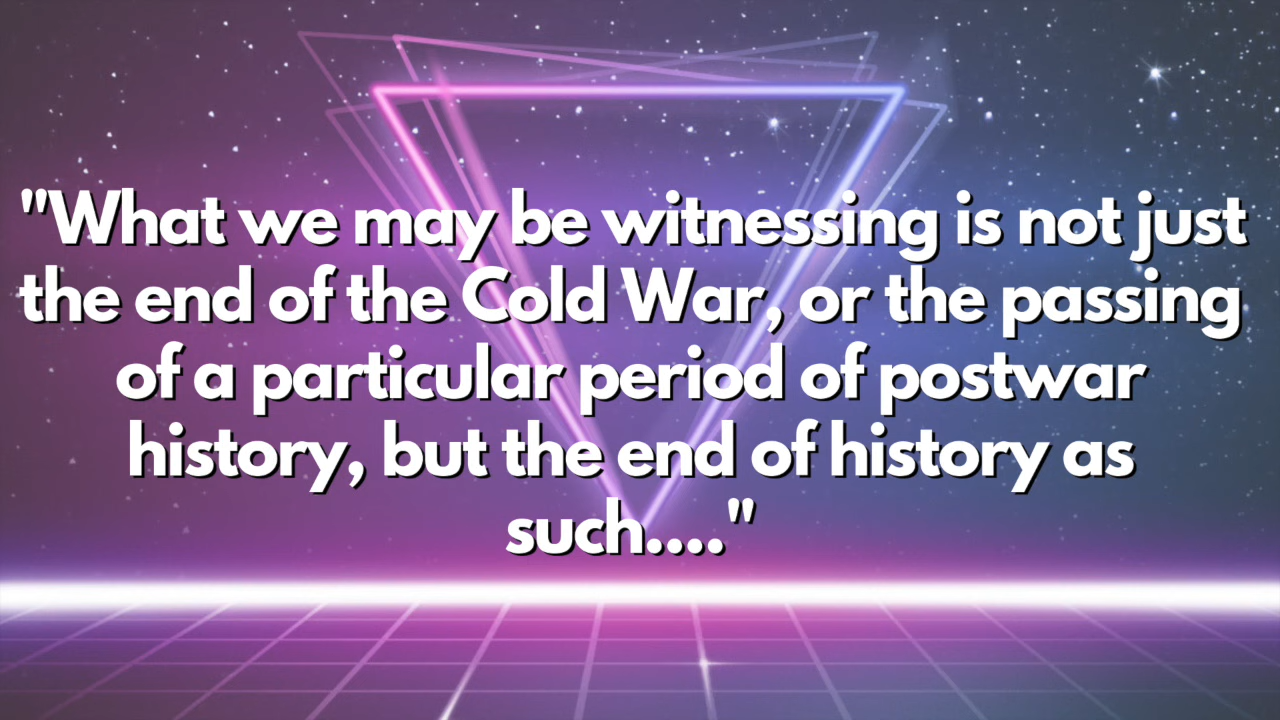 "What we may be witnessing is not just
the end of the Cold War, or the passing
of a particular period of postwar
history, but the end of history as
such...."